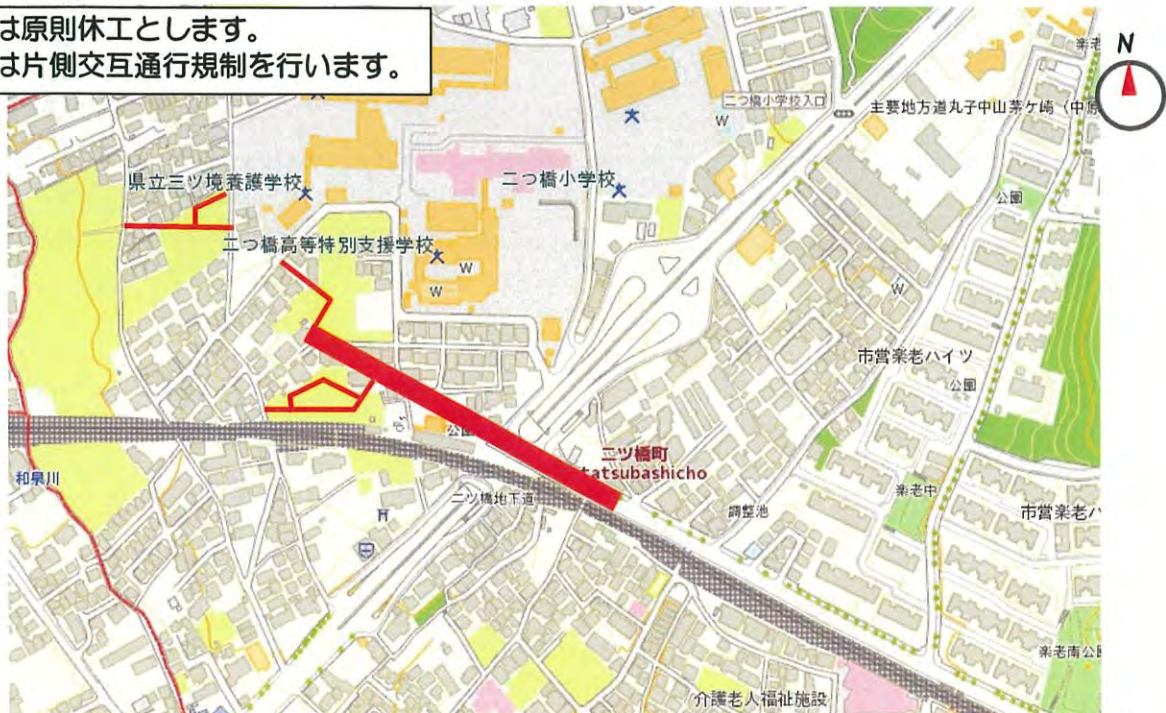 は原則休工とします。
は片側交互通行規制を行います。
N
楽老
二つ橋小学校入口
主要地方道丸子中山茅ケ崎（中原
W
県立三ツ境養護学校
二つ橋小学校
公園
二つ橋高等特別支援学校
W
W
W
市営楽老ハイツ
公園
公園
二ツ橋町
tatsubashicho
和泉川
二ツ橋地下道
楽老中
調整池
市営楽老ハ
楽老南公園
介護老人福祉施設